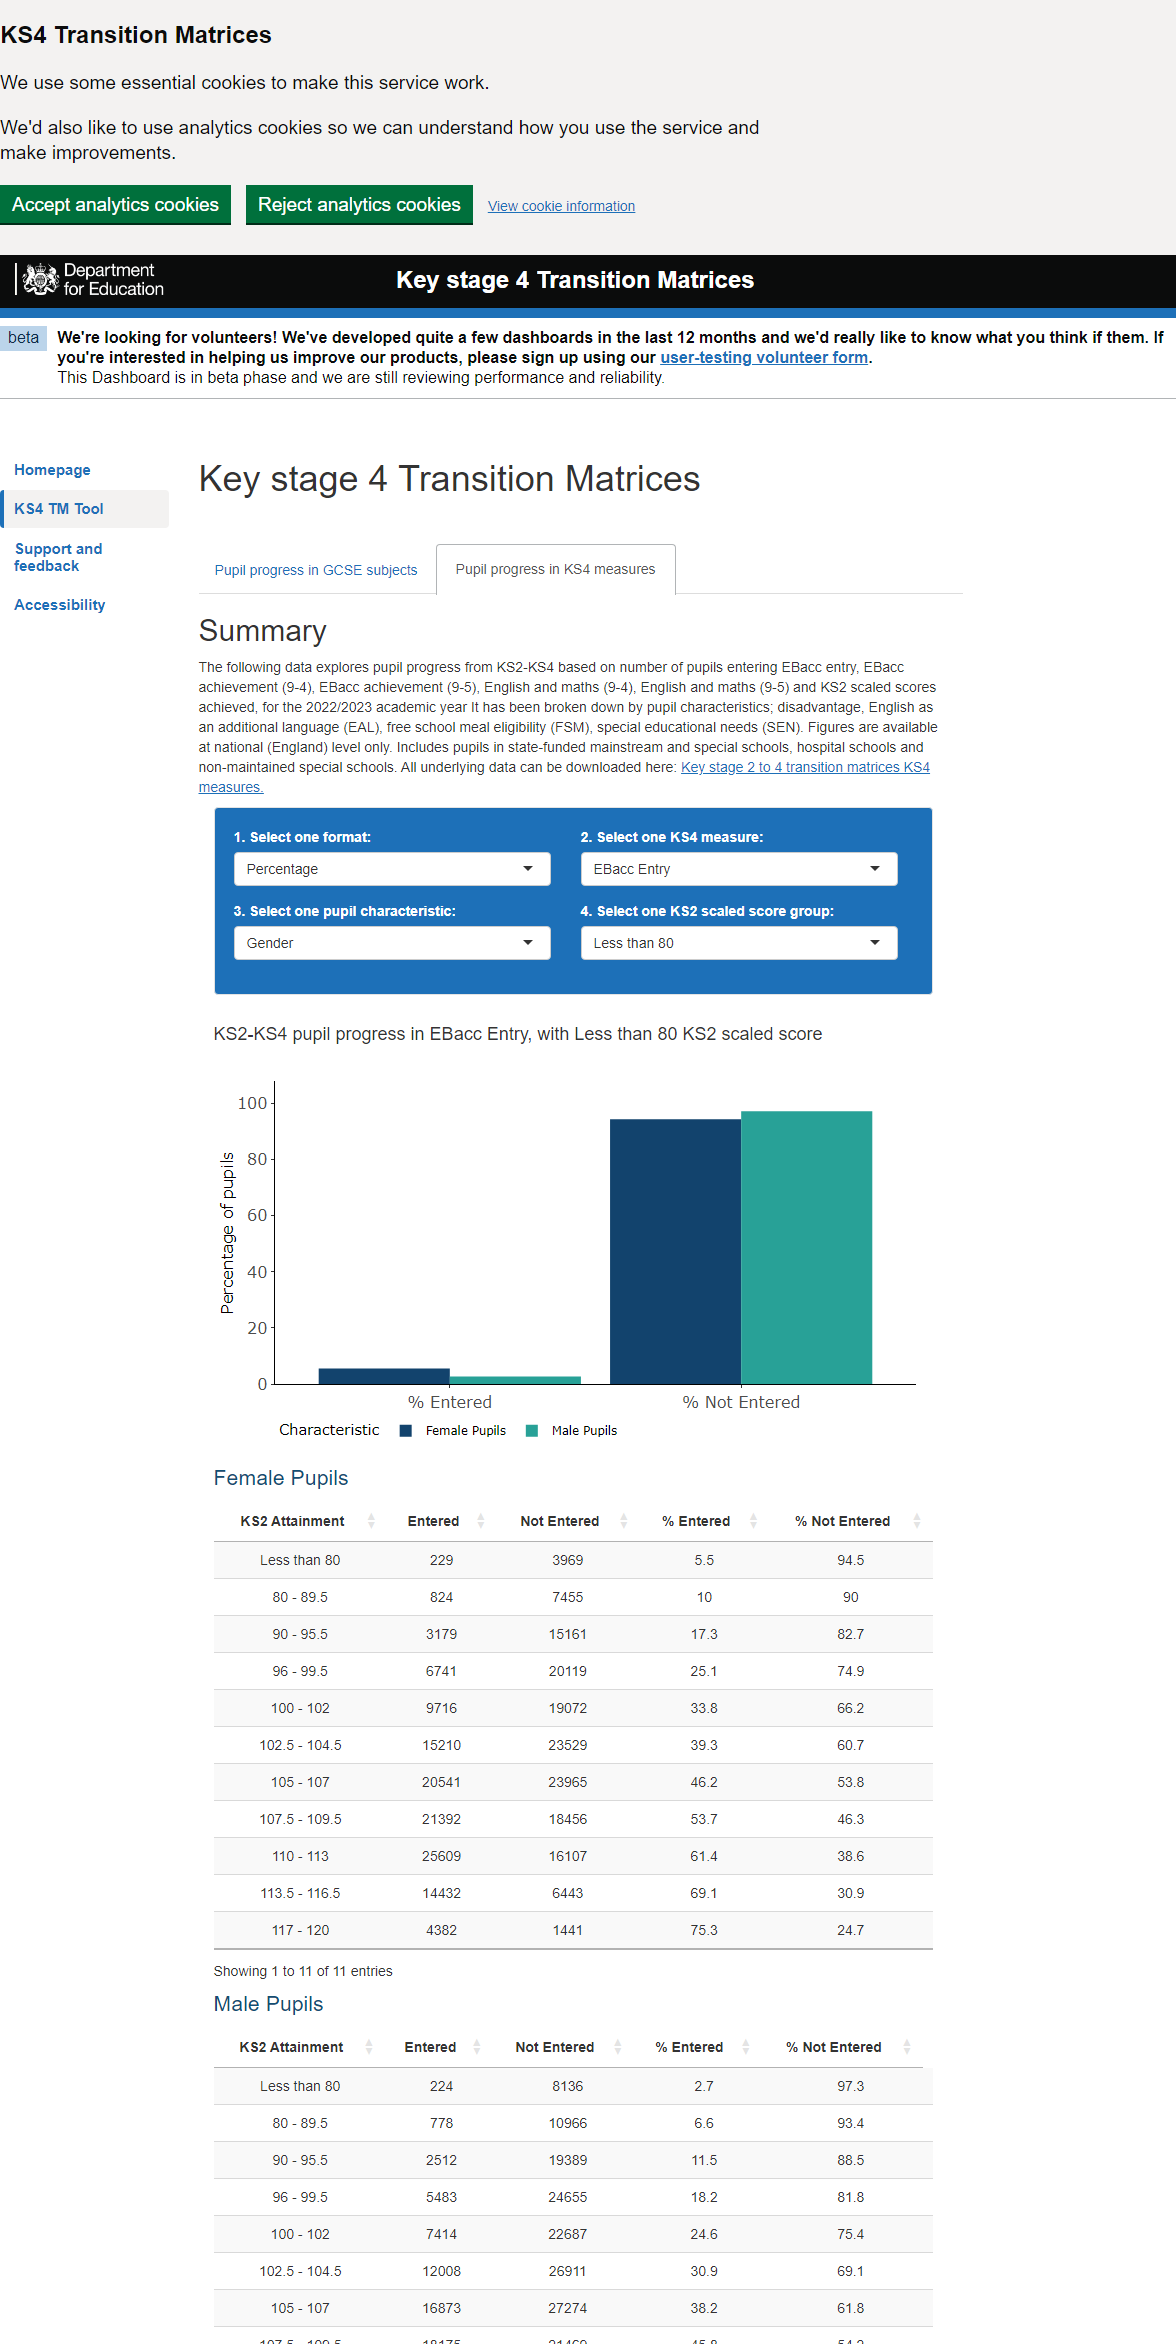 KS4 Transition Matrices
We use some essential cookies to make this service work.
We'd also like to use analytics cookies so we can understand how you use the service and
make improvements.
Accept analytics cookies Reject analytics cookies View cookie information
Department
for Education
Key stage 4 Transition Matrices
beta
We're looking for volunteers! We've developed quite a few dashboards in the last 12 months and we'd really like to know what you think if them. If
you're interested in helping us improve our products, please sign up using our user-testing volunteer form.
This Dashboard is in beta phase and we are still reviewing performance and reliability.
Homepage
KS4 TM Tool
Support and
feedback
Accessibility
Key stage 4 Transition Matrices
Pupil progress in GCSE subjects Pupil progress in KS4 measures
Summary
The following data explores pupil progress from KS2-KS4 based on number of pupils entering EBacc entry, EBacc
achievement (9-4), EBacc achievement (9-5), English and maths (9-4), English and maths (9-5) and KS2 scaled scores
achieved, for the 2022/2023 academic year It has been broken down by pupil characteristics; disadvantage, English as
an additional language (EAL), free school meal eligibility (FSM), special educational needs (SEN). Figures are available
at national (England) level only. Includes pupils in state-funded mainstream and special schools, hospital schools and
non-maintained special schools. All underlying data can be downloaded here: Key stage 2 to 4 transition matrices KS4
measures.
1. Select one format: 2. Select one KS4 measure:
Percentage EBacc Entry
3. Select one pupil characteristic: 4. Select one KS2 scaled score group:
Gender Less than 80
KS2-KS4 pupil progress in EBacc Entry, with Less than 80 KS2 scaled score
Percentage of pupils
100
80
60
40
20
0
% Entered % Not Entered
Characteristic Female Pupils Male Pupils
Female Pupils
KS2 Attainment Entered Not Entered % Entered % Not Entered
Less than 80 229 3969 5.5 94.5
80 - 89.5 824 7455 10 90
90 - 95.5 3179 15161 17.3 82.7
96 - 99.5 6741 20119 25.1 74.9
100 - 102 9716 19072 33.8 66.2
102.5 - 104.5 15210 23529 39.3 60.7
105 - 107 20541 23965 46.2 53.8
107.5 - 109.5 21392 18456 53.7 46.3
110 - 113 25609 16107 61.4 38.6
113.5 - 116.5 14432 6443 69.1 30.9
117 - 120 4382 1441 75.3 24.7
Showing 1 to 11 of 11 entries
Male Pupils
KS2 Attainment Entered Not Entered % Entered % Not Entered
Less than 80 224 8136 2.7 97.3
80 - 89.5 778 10966 6.6 93.4
90 - 95.5 2512 19389 11.5 88.5
96 - 99.5 5483 24655 18.2 81.8
100 - 102 7414 22687 24.6 75.4
102.5 - 104.5 12008 26911 30.9 69.1
105 - 107 16873 27274 38.2 61.8